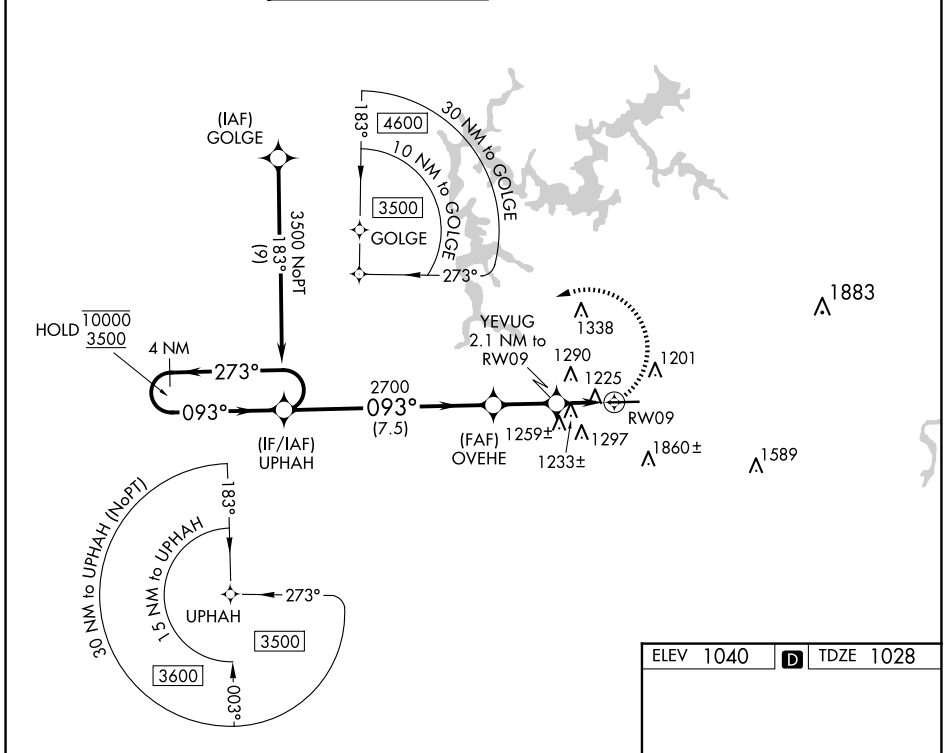 (IAF)
GOLGE
183°
4600
30 NM to GOLGE
10 NM to GOLGE
3500
GOLGE
273°
3500 NoPT
183°
(9)
1883
HOLD 10000
3500
4 NM
273°
093°
(IF/IAF)
UPHAH
2700
093°
(7.5)
(FAF)
OVEHE
YEVUG
2.1 NM to
RW09
1338
1290
1201
1225
RW09
1259±
1233±
1297
1860±
1589
30 NM to UPHAH (NoPT)
15 NM to UPHAH
183°
UPHAH
273°
3500
3600
003°
ELEV 1040 D TDZE 1028